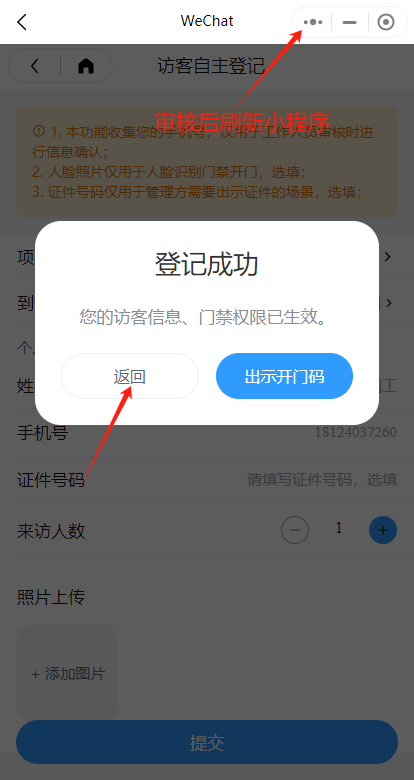 WeChat
访客自主登记
审核后刷新小程序
1. 本功能收集您的手机号，仅用于工作人员审核时进
行信息确认；
2. 人脸照片仅用于人脸识别门禁开门，选填；
3. 证件号码仅用于管理方需要出示证件的场景，选填；
登记成功
您的访客信息、门禁权限已生效。
返回
出示开门码
项
到
个
姓
工
手机号 18124037260
证件号码 请填写证件号码，选填
来访人数 1
照片上传
+ 添加图片
提交